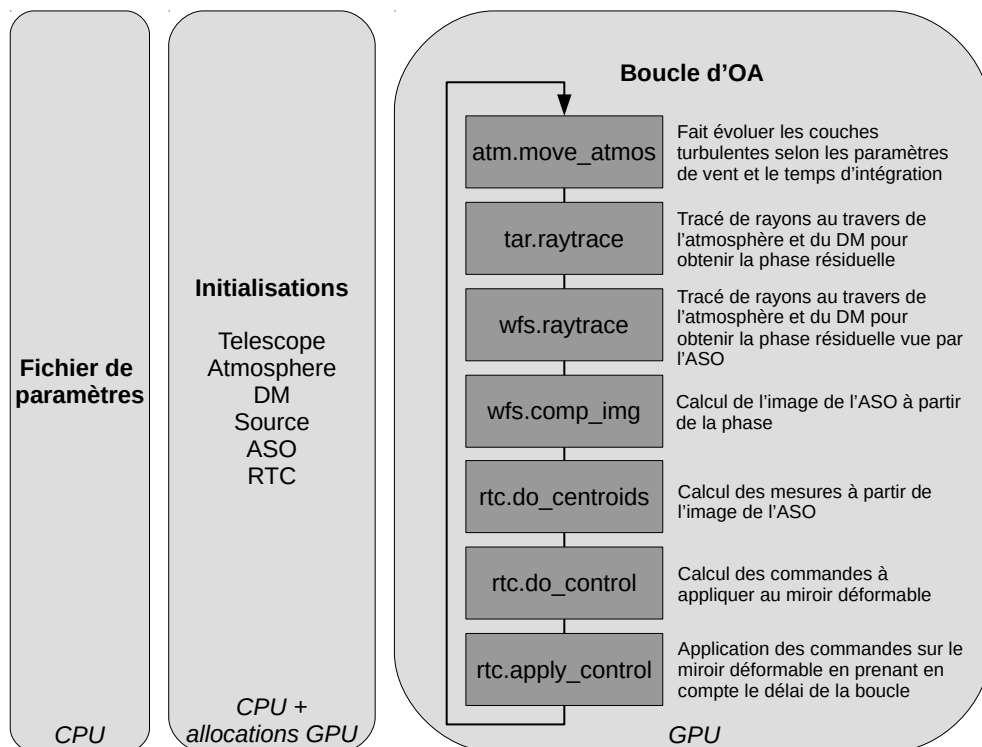 Fichier de
paramètres
CPU
Initialisations
Telescope
Atmosphere
DM
Source
ASO
RTC
CPU +
allocations GPU
Boucle d'OA
atm.move_atmos
Fait évoluer les couches
turbulentes selon les paramètres
de vent et le temps d'intégration
tar.raytrace
Tracé de rayons au travers de
l'atmosphère et du DM pour
obtenir la phase résiduelle
wfs.raytrace
Tracé de rayons au travers de
l'atmosphère et du DM pour
obtenir la phase résiduelle vue par
l'ASO
wfs.comp_img
Calcul de l'image de l'ASO à partir
de la phase
rtc.do_centroids
Calcul des mesures à partir de
l'image de l'ASO
rtc.do_control
Calcul des commandes à
appliquer au miroir déformable
rtc.apply_control
Application des commandes sur le
miroir déformable en prenant en
compte le délai de la boucle
GPU